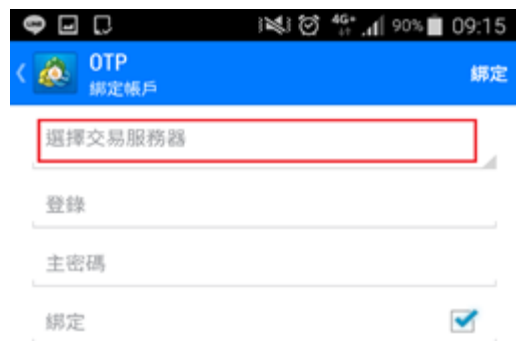 4G+ 90% 09:15
OTP
綁定帳戶
綁定
選擇交易服務器
登錄
主密碼
綁定